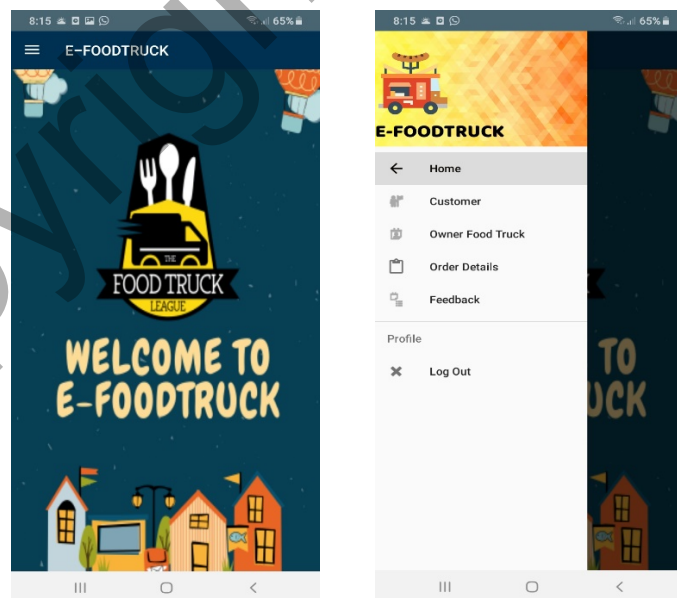 8:15
65%
E-FOODTRUCK
THE
FOOD TRUCK
LEAGUE
WELCOME TO
E-FOODTRUCK
8:15
65%
E-FOODTRUCK
Home
Customer
Owner Food Truck
Order Details
Feedback
Profile
Log Out
TO
UCK